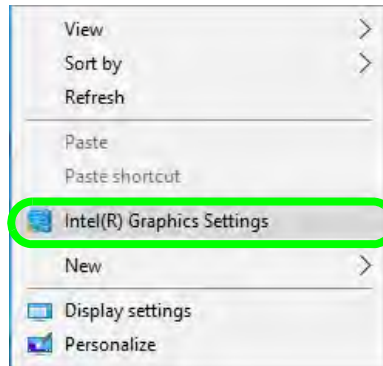 View
Sort by
Refresh
Paste
Paste shortcut
Intel(R) Graphics Settings
New
Display settings
Personalize